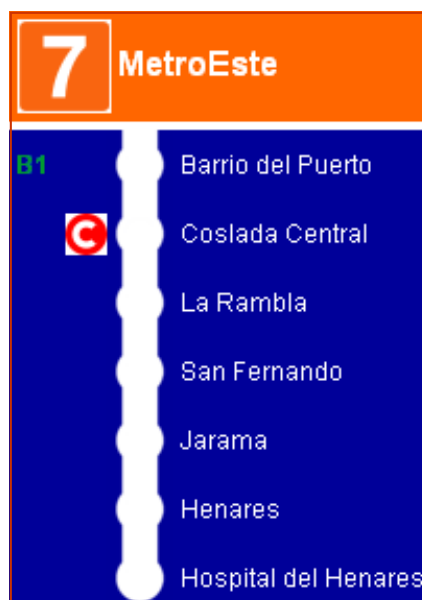 7 MetroEste
B1 Barrio del Puerto
C Coslada Central
La Rambla
San Fernando
Jarama
Henares
Hospital del Henares